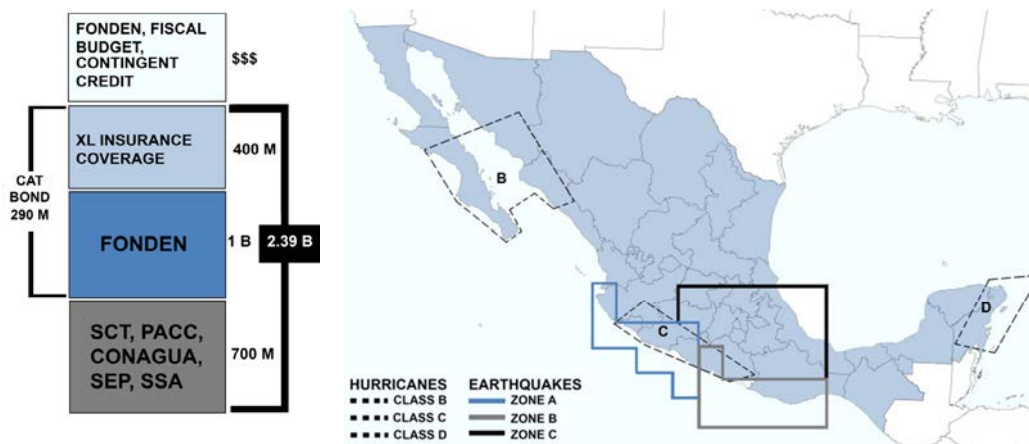 FONDEN, FISCAL
BUDGET,
CONTINGENT
CREDIT
$$$
XL INSURANCE
COVERAGE
400 M
CAT
BOND
290 M
FONDEN
1 B
2.39 B
SCT, PACC,
CONAGUA,
SEP, SSA
700 M
B
C
D
HURRICANES
CLASS B
CLASS C
CLASS D
EARTHQUAKES
ZONE A
ZONE B
ZONE C